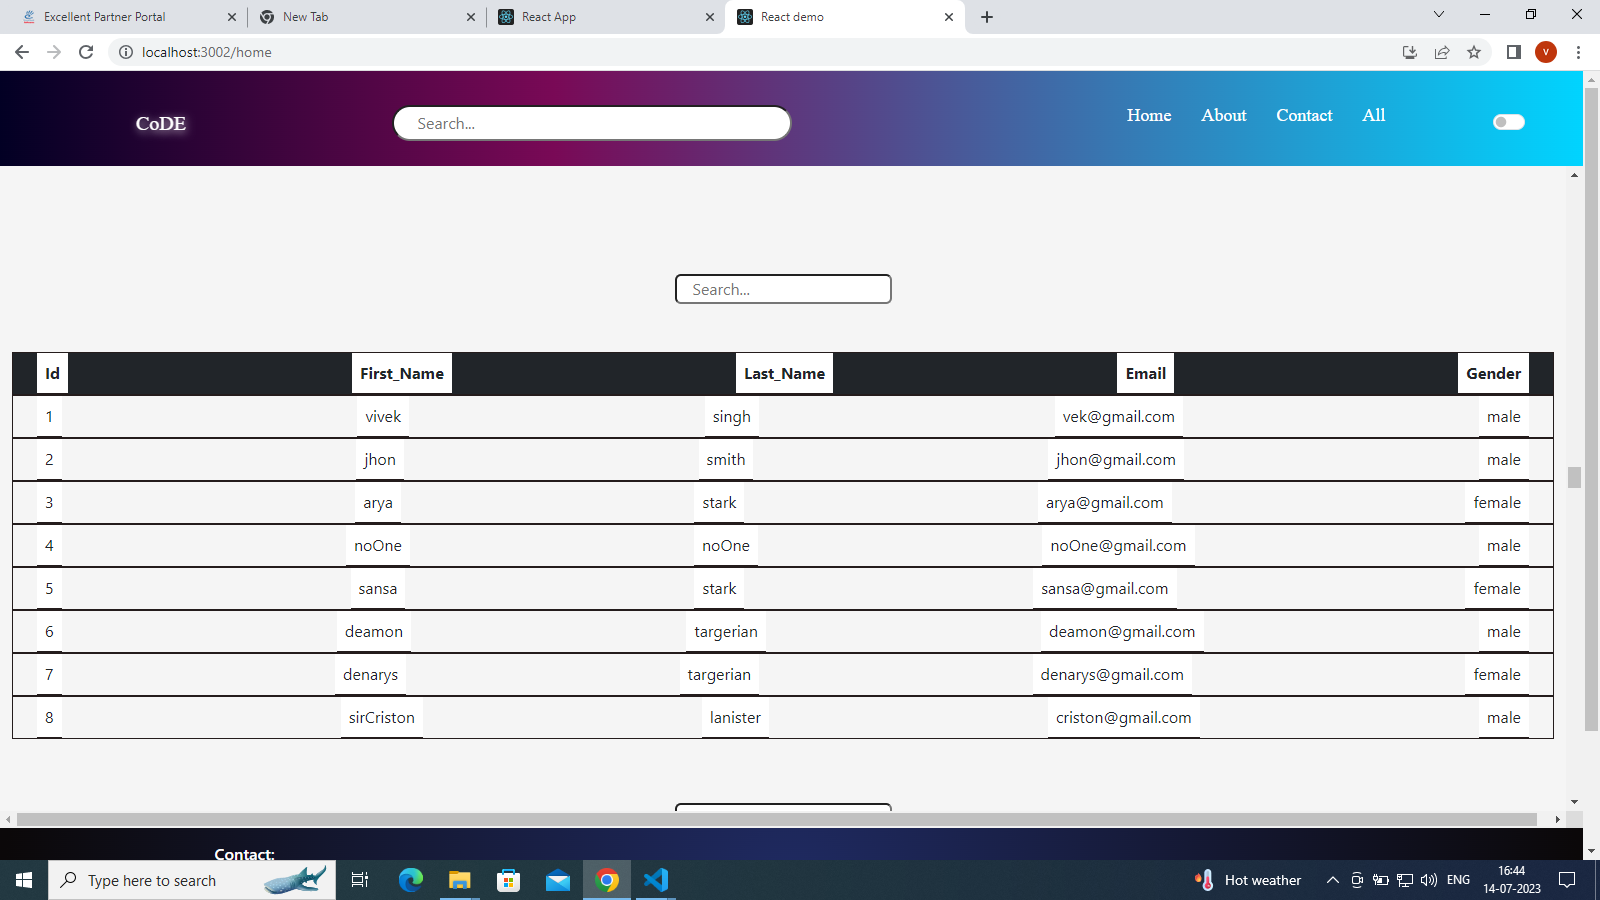 Excellent Partner Portal
New Tab
React App
React demo
localhost:3002/home
V
CoDE
Search...
Home About Contact All
Search...
Id First_Name Last_Name Email Gender
1 vivek singh vek@gmail.com male
2 jhon smith jhon@gmail.com male
3 arya stark arya@gmail.com female
4 noOne noOne noOne@gmail.com male
5 sansa stark sansa@gmail.com female
6 deamon targerian deamon@gmail.com male
7 denarys targerian denarys@gmail.com female
8 sirCriston lanister criston@gmail.com male
Contact:
Type here to search
Hot weather
ENG
16:44
14-07-2023